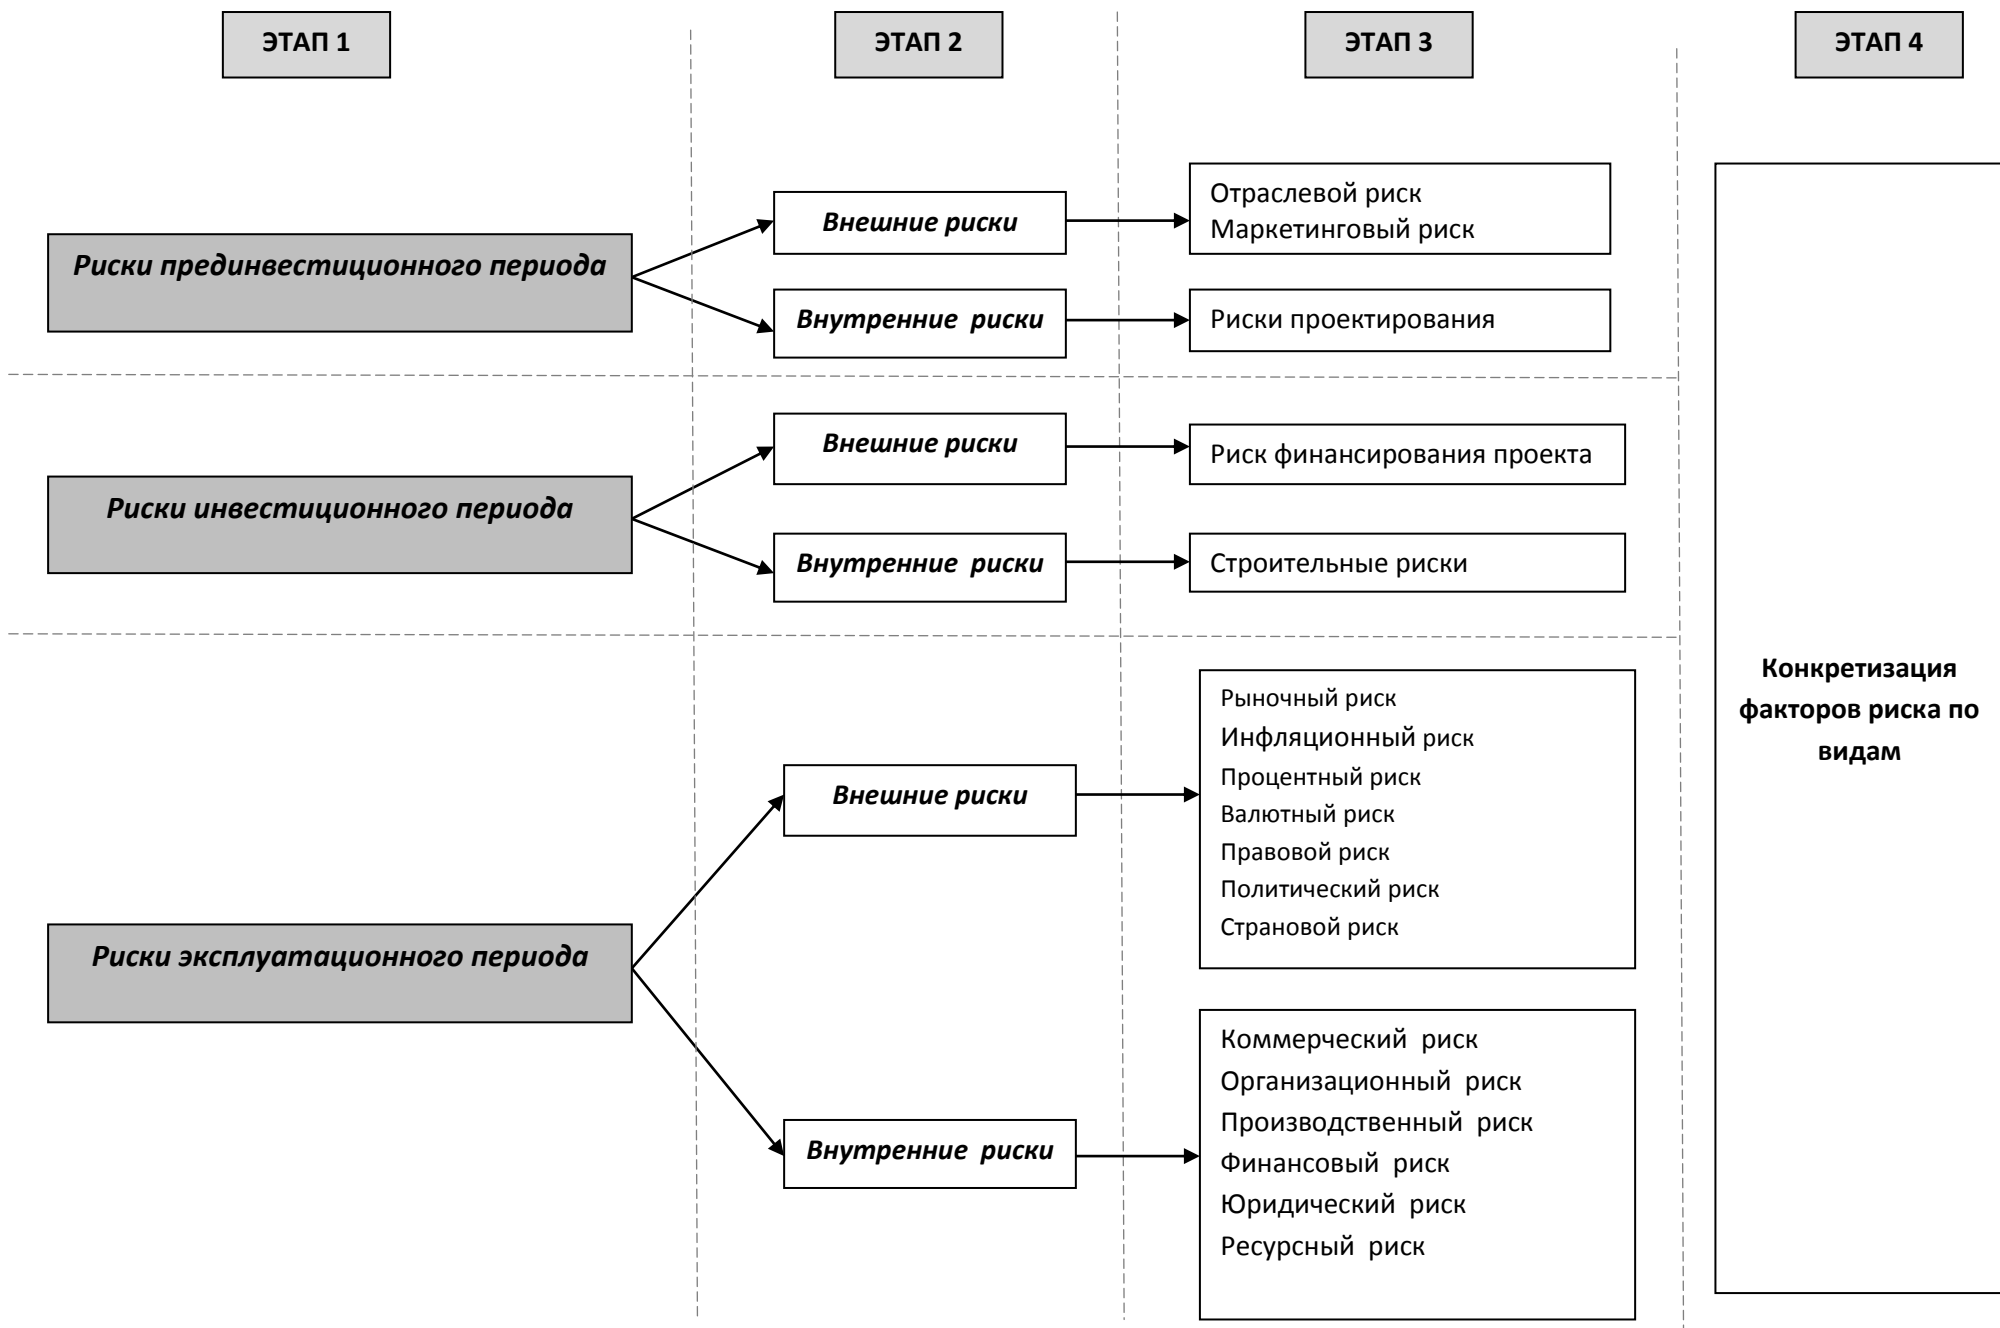 ЭТАП 1
ЭТАП 2
ЭТАП 3
ЭТАП 4
Риски прединвестиционного периода
Внешние риски
Отраслевой риск
Маркетинговый риск
Внутренние риски
Риски проектирования
Риски инвестиционного периода
Внешние риски
Риск финансирования проекта
Внутренние риски
Строительные риски
Риски эксплуатационного периода
Внешние риски
Рыночный риск
Инфляционный риск
Процентный риск
Валютный риск
Правовой риск
Политический риск
Страновой риск
Внутренние риски
Коммерческий риск
Организационный риск
Производственный риск
Финансовый риск
Юридический риск
Ресурсный риск
Конкретизация
факторов риска по
видам